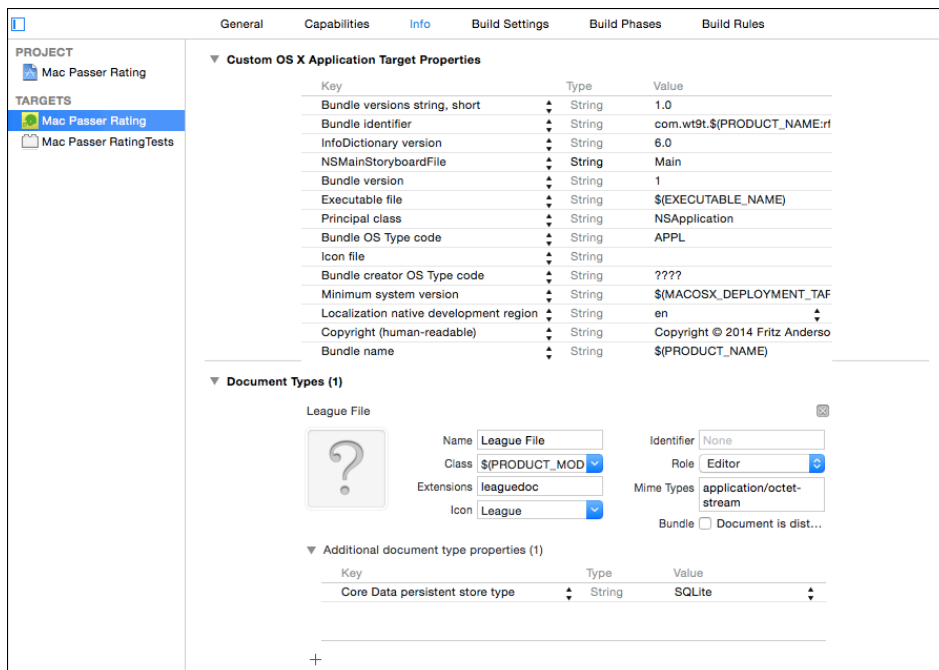 General Capabilities Info Build Settings Build Phases Build Rules
PROJECT
Mac Passer Rating
TARGETS
Mac Passer Rating
Mac Passer RatingTests
Custom OS X Application Target Properties
Key Type Value
Bundle versions string, short String 1.0
Bundle identifier String com.wt9t.$(PRODUCT_NAME:rf
InfoDictionary version String 6.0
NSMainStoryboardFile String Main
Bundle version String 1
Executable file String $(EXECUTABLE_NAME)
Principal class String NSApplication
Bundle OS Type code String APPL
Icon file String
Bundle creator OS Type code String ????
Minimum system version String $(MACOSX_DEPLOYMENT_TAR
Localization native development region String en
Copyright (human-readable) String Copyright © 2014 Fritz Anderso
Bundle name String $(PRODUCT_NAME)
Document Types (1)
League File
Name League File Identifier None
Class $(PRODUCT_MOD Role Editor
Extensions leaguedoc Mime Types application/octet-
stream
Icon League
Bundle Document is dist...
Additional document type properties (1)
Key Type Value
Core Data persistent store type String SQLite